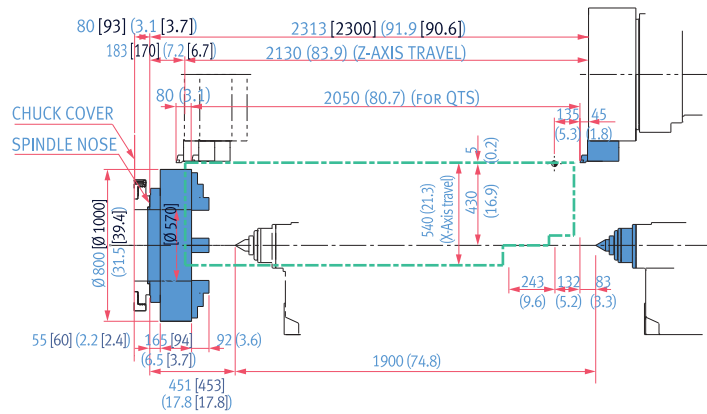 80 [93] (3.1 [3.7])
2313 [2300] (91.9 [90.6])
183 [170] (7.2 [6.7])
2130 (83.9) (Z-AXIS TRAVEL)
80 (3.1)
2050 (80.7) (FOR QTS)
CHUCK COVER
SPINDLE NOSE
135
(5.3)
45
(1.8)
5
(0.2)
540 (21.3)
(X-Axis travel)
430
(16.9)
[Ø 570]
Ø 800 [Ø 1000]
(31.5 [39.4])
243
(9.6)
132
(5.2)
83
(3.3)
55 [60] (2.2 [2.4])
165 [94]
(6.5 [3.7])
92 (3.6)
1900 (74.8)
451 [453]
(17.8 [17.8])